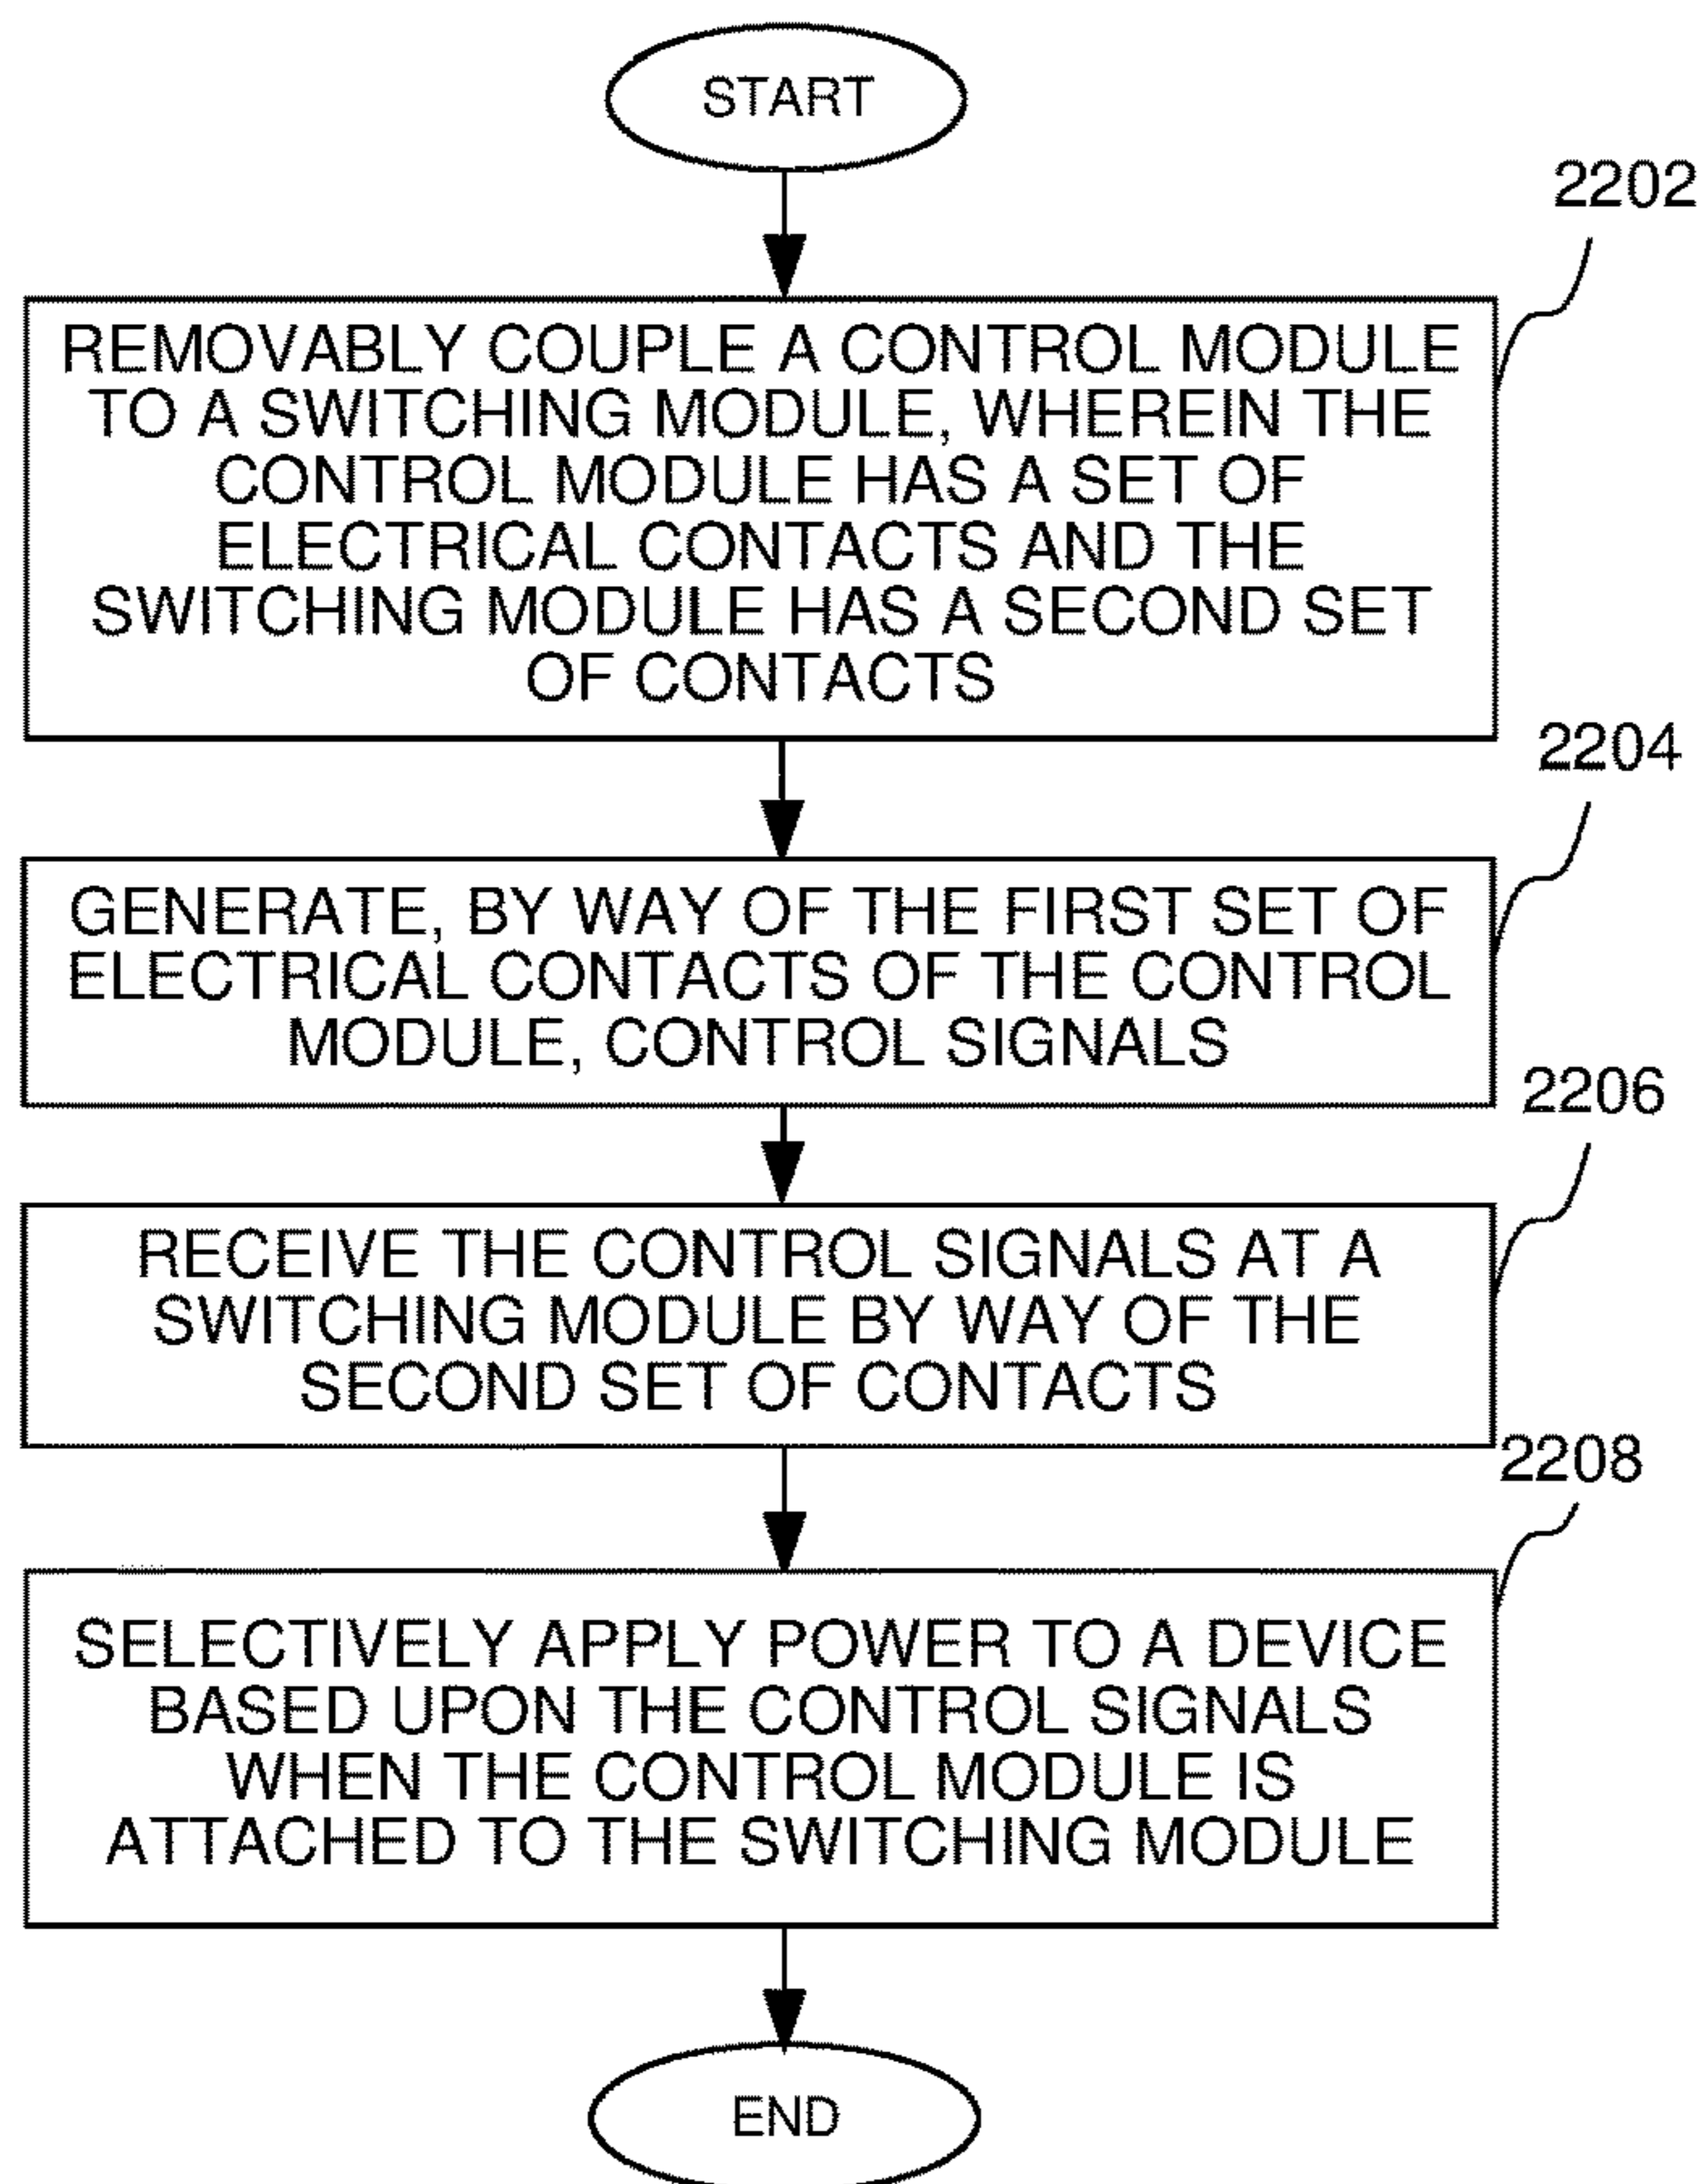 START
2202
REMOVABLY COUPLE A CONTROL MODULE
TO A SWITCHING MODULE, WHEREIN THE
CONTROL MODULE HAS A SET OF
ELECTRICAL CONTACTS AND THE
SWITCHING MODULE HAS A SECOND SET
OF CONTACTS
2204
GENERATE, BY WAY OF THE FIRST SET OF
ELECTRICAL CONTACTS OF THE CONTROL
MODULE, CONTROL SIGNALS
2206
RECEIVE THE CONTROL SIGNALS AT A
SWITCHING MODULE BY WAY OF THE
SECOND SET OF CONTACTS
2208
SELECTIVELY APPLY POWER TO A DEVICE
BASED UPON THE CONTROL SIGNALS
WHEN THE CONTROL MODULE IS
ATTACHED TO THE SWITCHING MODULE
END